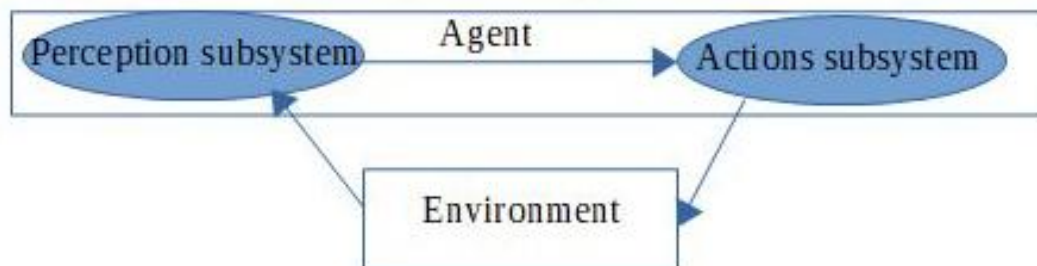 Agent
Perception subsystem
Actions subsystem
Environment